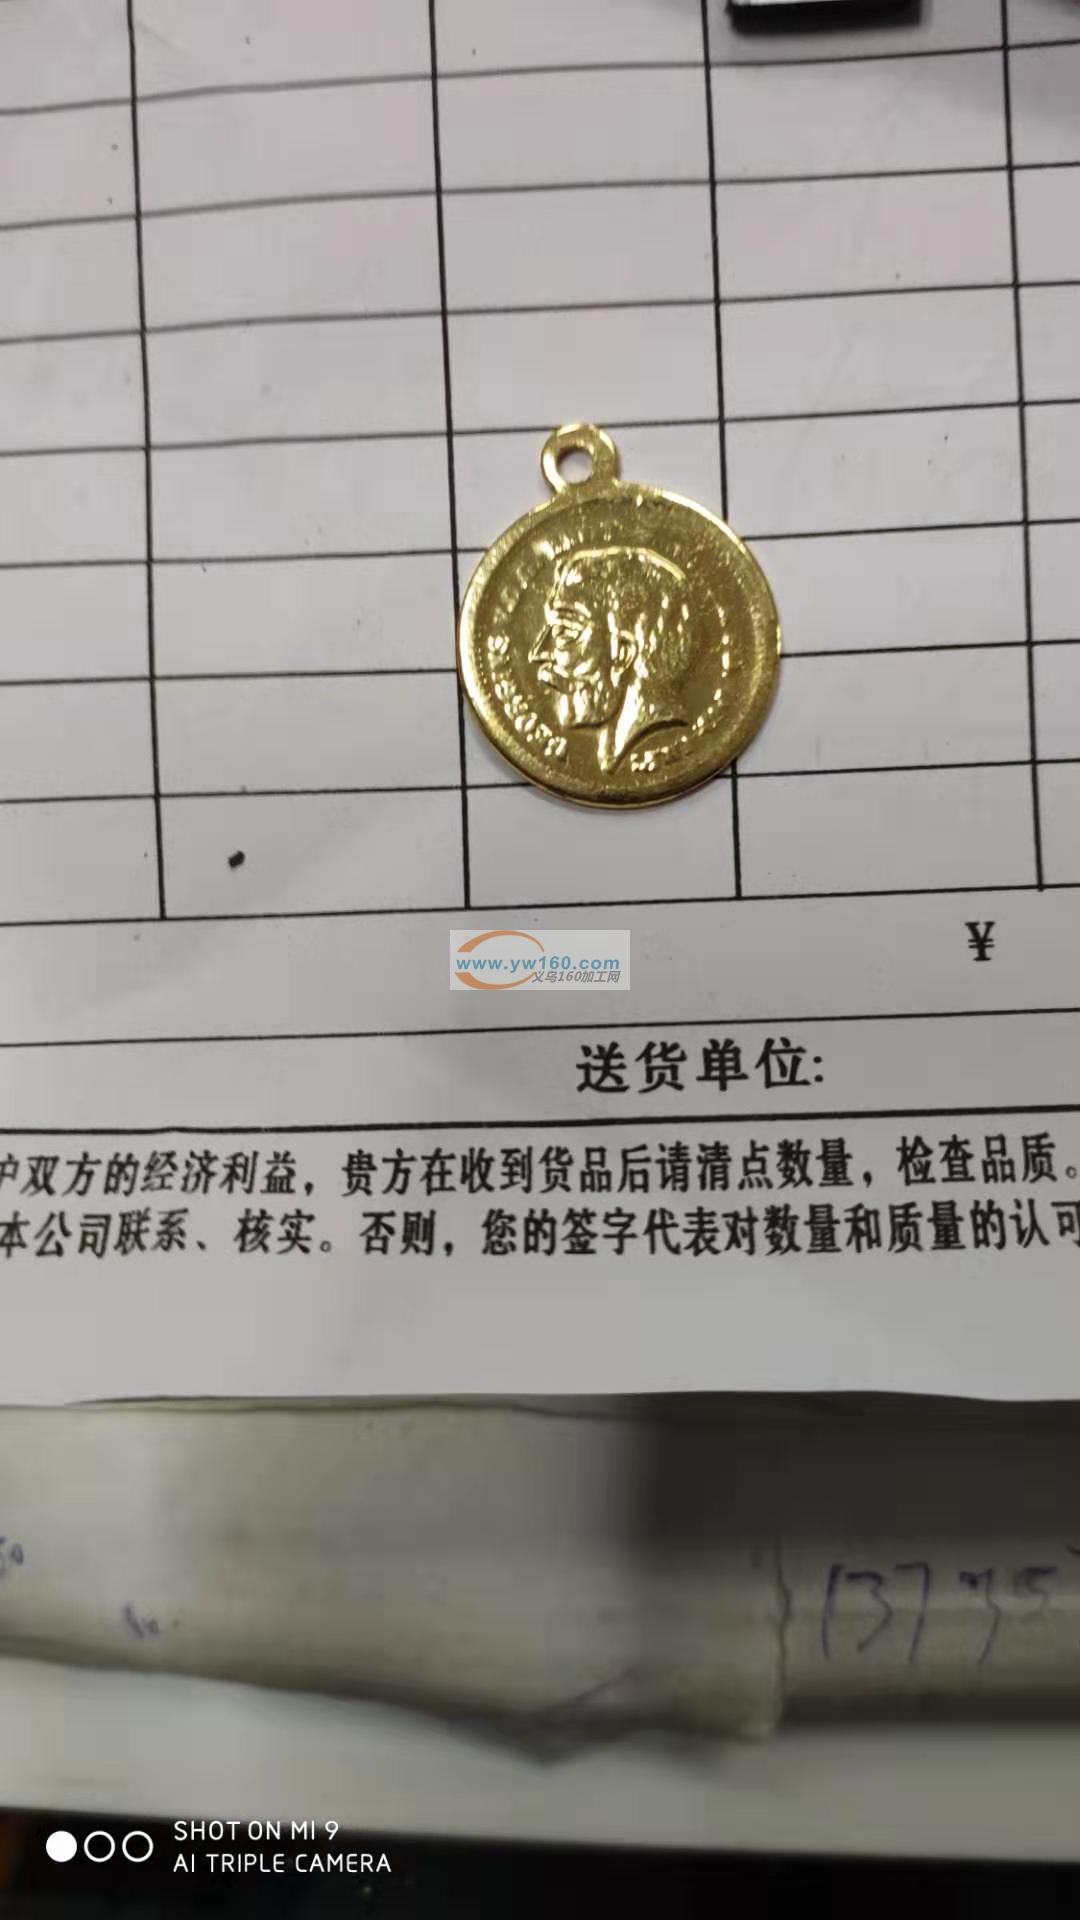 GEORGIVS V
¥
www.yw160.com
义乌160加工网
送货单位:
护双方的经济利益，贵方在收到货品后请清点数量，检查品质。
本公司联系、核实。否则，您的签字代表对数量和质量的认可
SHOT ON MI 9
AI TRIPLE CAMERA